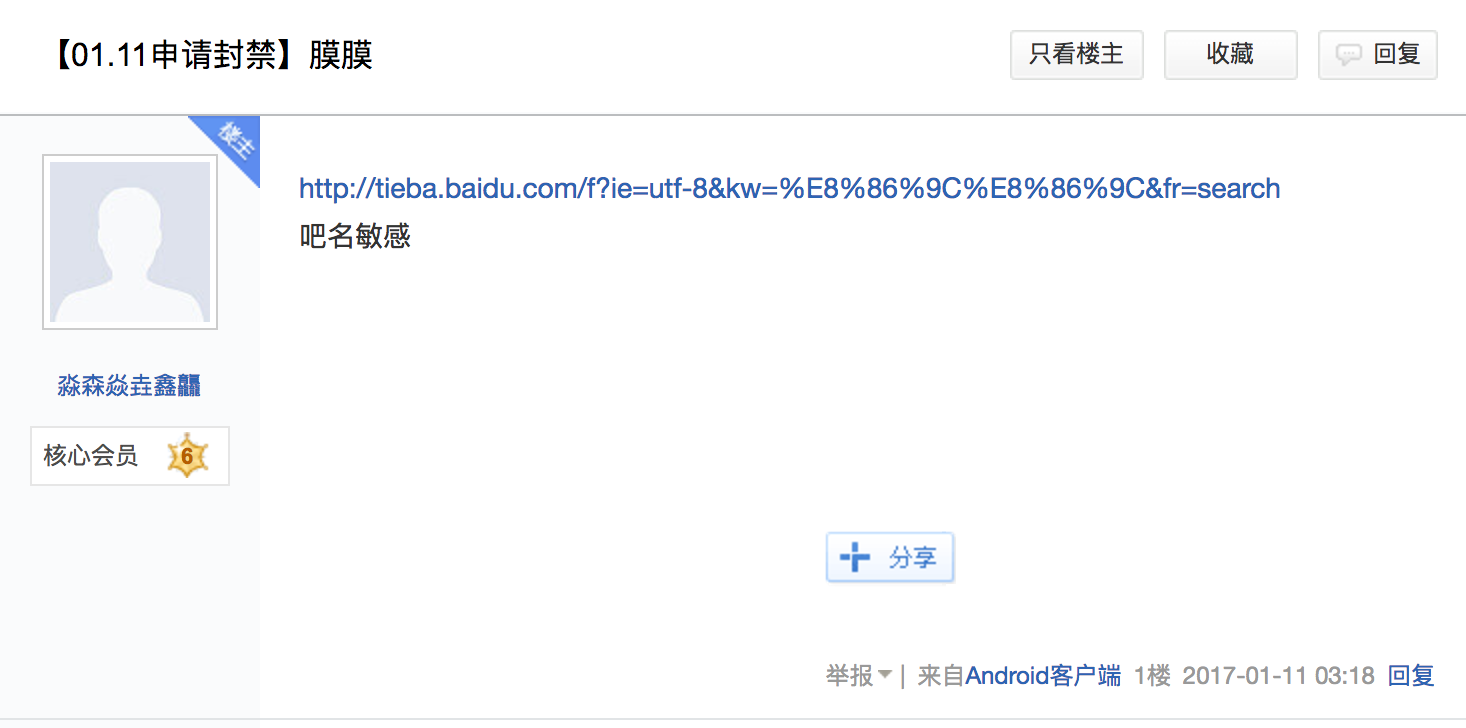 【01.11申请封禁】膜膜
只看楼主
收藏
回复
楼主
http://tieba.baidu.com/f?ie=utf-8&kw=%E8%86%9C%E8%86%9C&fr=search
吧名敏感
淼森焱垚鑫龘
核心会员 6
分享
举报 | 来自Android客户端 1楼 2017-01-11 03:18 回复